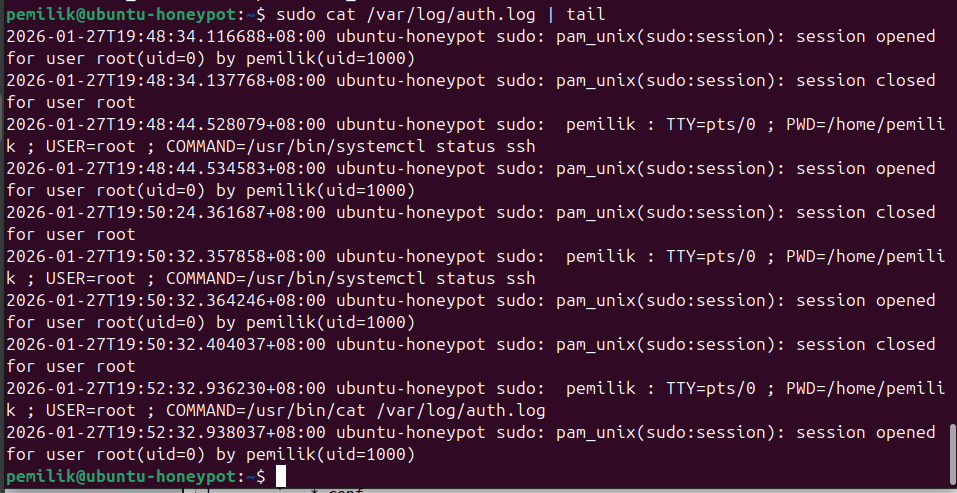 pemilik@ubuntu-honeypot:~$ sudo cat /var/log/auth.log | tail
2026-01-27T19:48:34.116688+08:00 ubuntu-honeypot sudo: pam_unix(sudo:session): session opened
for user root(uid=0) by pemilik(uid=1000)
2026-01-27T19:48:34.137768+08:00 ubuntu-honeypot sudo: pam_unix(sudo:session): session closed
for user root
2026-01-27T19:48:44.528079+08:00 ubuntu-honeypot sudo:  pemilik : TTY=pts/0 ; PWD=/home/pemili
k ; USER=root ; COMMAND=/usr/bin/systemctl status ssh
2026-01-27T19:48:44.534583+08:00 ubuntu-honeypot sudo: pam_unix(sudo:session): session opened
for user root(uid=0) by pemilik(uid=1000)
2026-01-27T19:50:24.361687+08:00 ubuntu-honeypot sudo: pam_unix(sudo:session): session closed
for user root
2026-01-27T19:50:32.357858+08:00 ubuntu-honeypot sudo:  pemilik : TTY=pts/0 ; PWD=/home/pemili
k ; USER=root ; COMMAND=/usr/bin/systemctl status ssh
2026-01-27T19:50:32.364246+08:00 ubuntu-honeypot sudo: pam_unix(sudo:session): session opened
for user root(uid=0) by pemilik(uid=1000)
2026-01-27T19:50:32.404037+08:00 ubuntu-honeypot sudo: pam_unix(sudo:session): session closed
for user root
2026-01-27T19:52:32.936230+08:00 ubuntu-honeypot sudo:  pemilik : TTY=pts/0 ; PWD=/home/pemili
k ; USER=root ; COMMAND=/usr/bin/cat /var/log/auth.log
2026-01-27T19:52:32.938037+08:00 ubuntu-honeypot sudo: pam_unix(sudo:session): session opened
for user root(uid=0) by pemilik(uid=1000)
pemilik@ubuntu-honeypot:~$